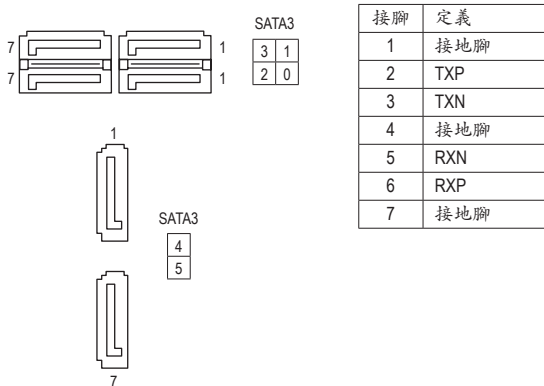 SATA3
7 1
7 1
3 1
2 0
1
SATA3
4
5
7
接腳 定義
1 接地腳
2 TXP
3 TXN
4 接地腳
5 RXN
6 RXP
7 接地腳